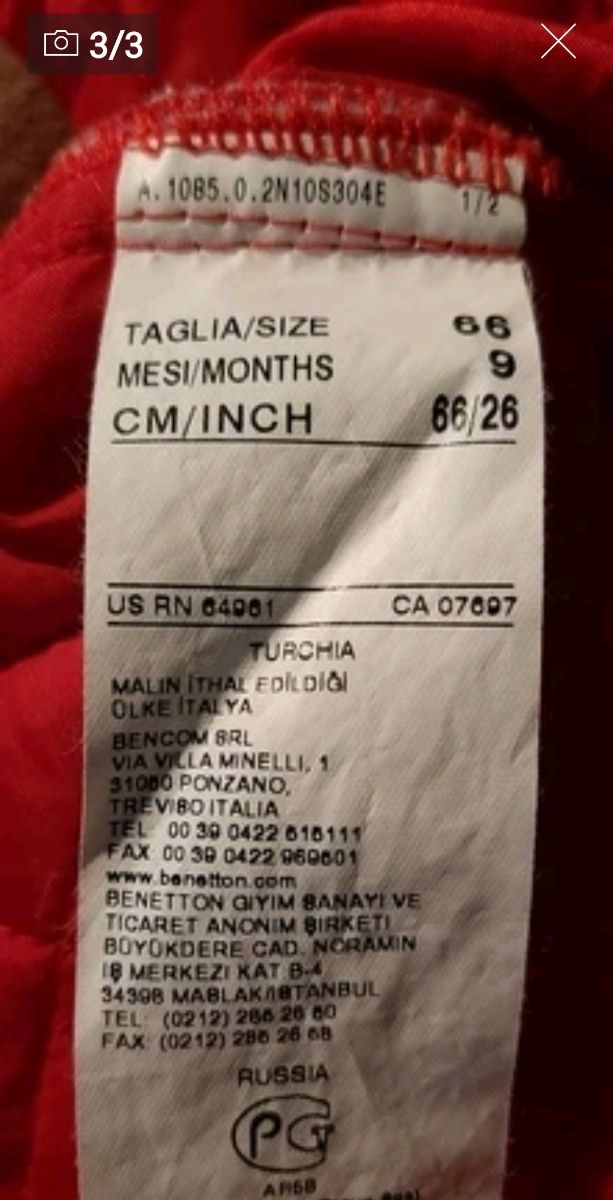 3/3
A.1085.0.2N10S304E 1/2
TAGLIA/SIZE 66
MESI/MONTHS 9
CM/INCH 66/26
US RN 64961 CA 07697
TURCHIA
MALIN İTHAL EDİLDİĞİ
ÜLKE İTALYA
BENCOM SRL
VIA VILLA MINELLI, 1
31050 PONZANO,
TREVISO ITALIA
TEL: 00 39 0422 616111
FAX: 00 39 0422 969501
www.benetton.com
BENETTON GIYIM SANAYI VE
TICARET ANONIM ŞIRKETI
BÜYÜKDERE CAD. NORAMIN
IŞ MERKEZI KAT:B-4
34398 MASLAK/ISTANBUL
TEL: (0212) 286 26 60
FAX: (0212) 286 26 68
RUSSIA
PG